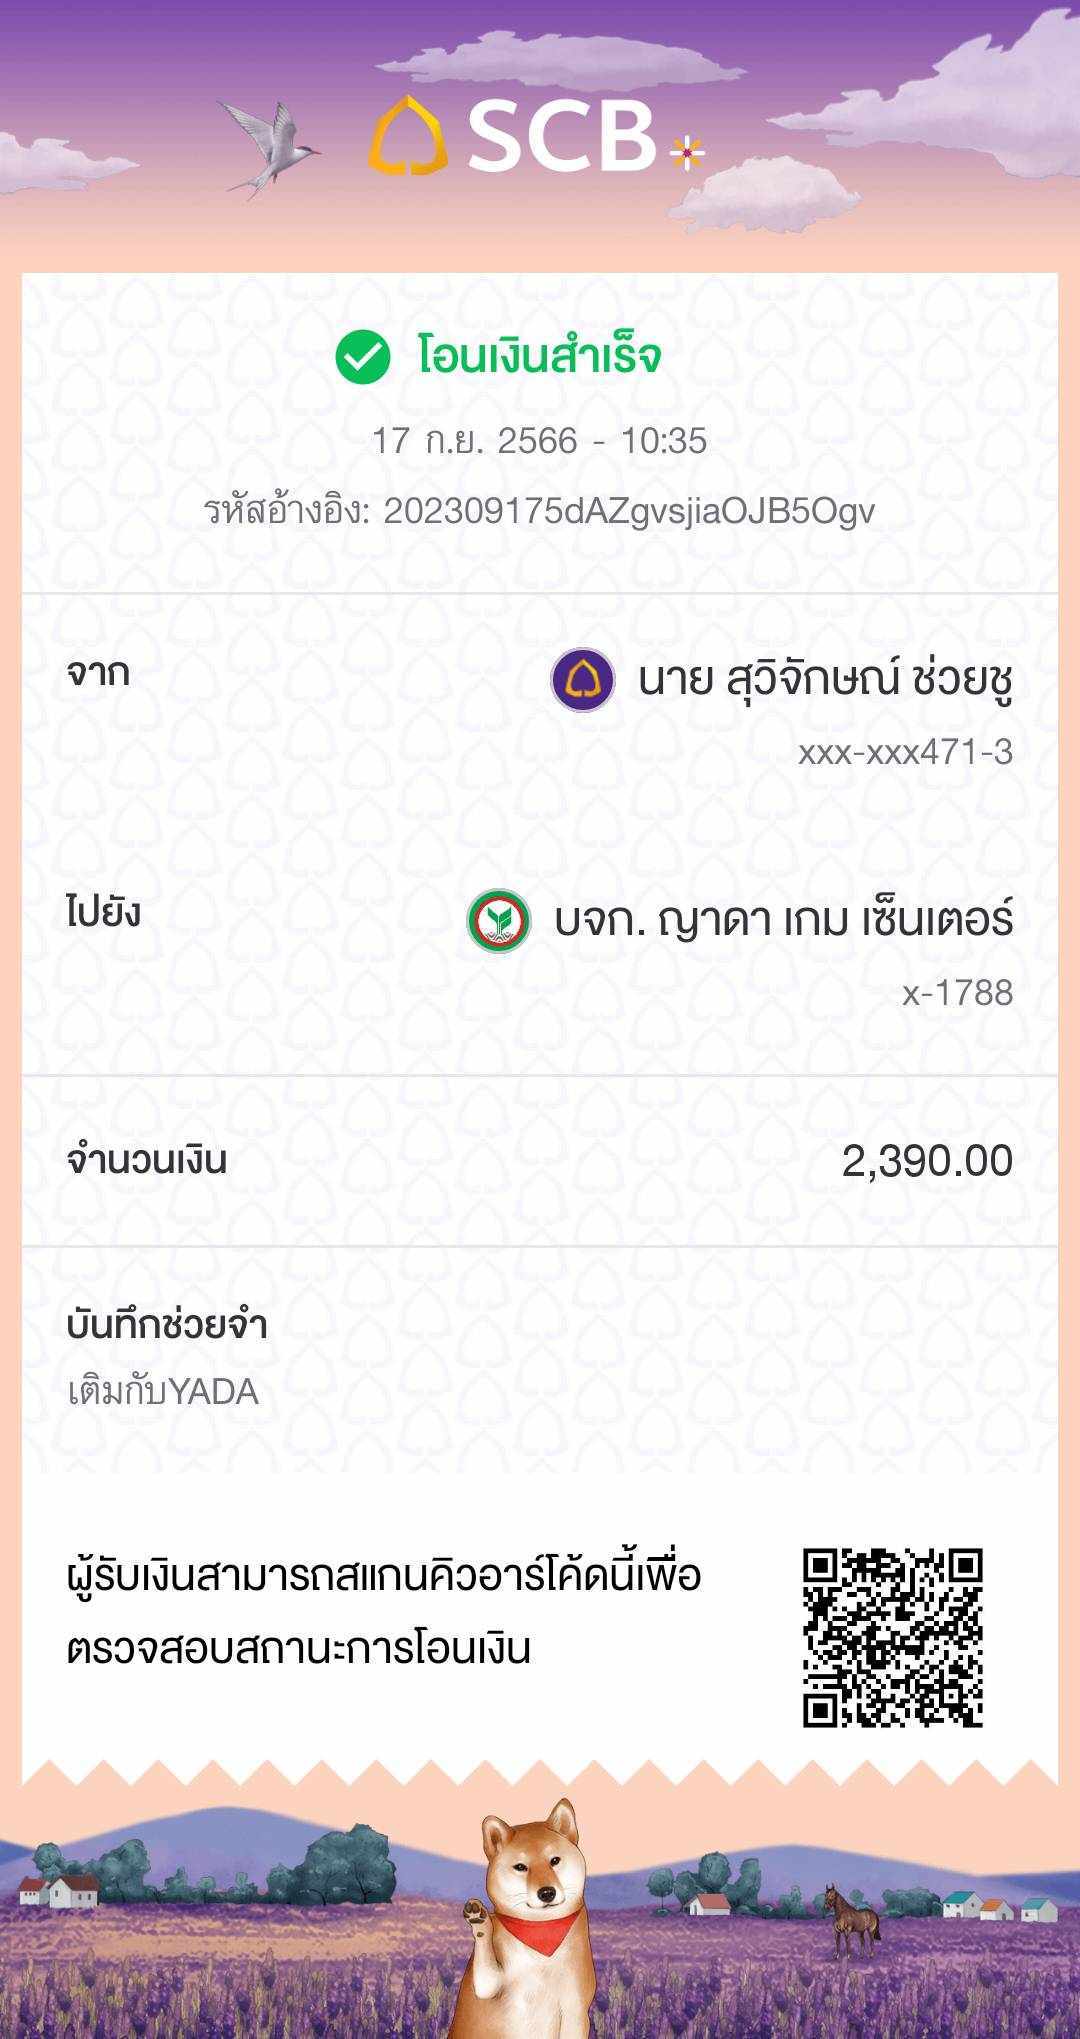 SCB
โอนเงินสำเร็จ
17 ก.ย. 2566 - 10:35
รหัสอ้างอิง: 202309175dAZgvsjiaOJB5Ogv
จาก
นาย สุวิจักษณ์ ช่วยชู
xxx-xxx471-3
ไปยัง
บจก. ญาดา เกม เซ็นเตอร์
x-1788
จำนวนเงิน
2,390.00
บันทึกช่วยจำ
เติมกับYADA
ผู้รับเงินสามารถสแกนคิวอาร์โค้ดนี้เพื่อ
ตรวจสอบสถานะการโอนเงิน